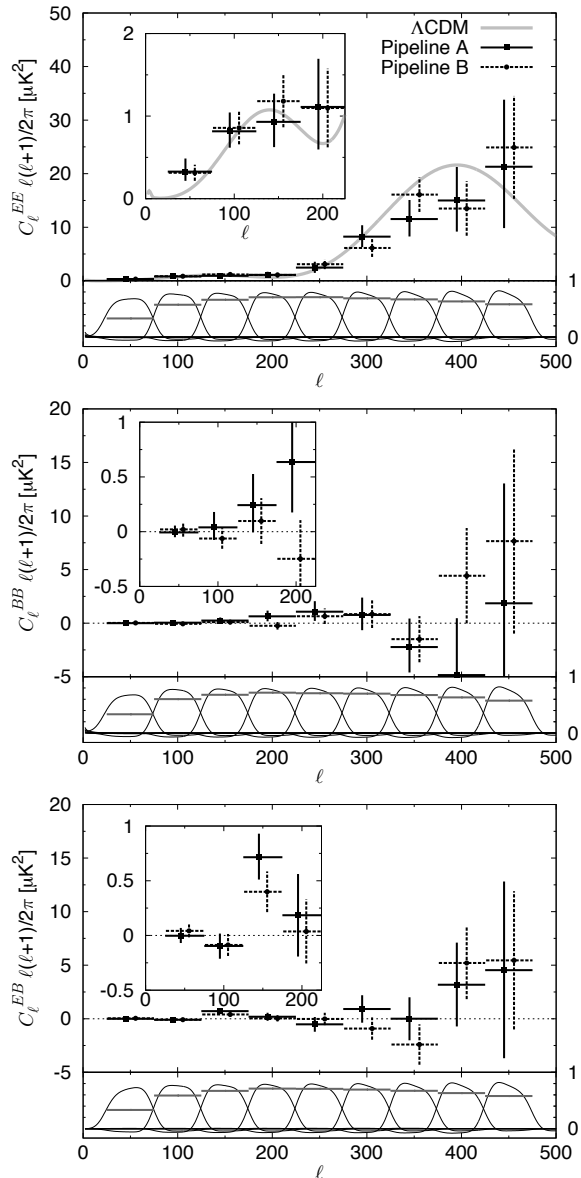 50
40
30
20
10
0
C_ℓ^EE ℓ(ℓ+1)/2π [μK²]
2
1
0
0 100 200
ℓ
ΛCDM
Pipeline A
Pipeline B
1
0
0 100 200 300 400 500
ℓ
20
15
10
5
0
-5
C_ℓ^BB ℓ(ℓ+1)/2π [μK²]
1
0.5
0
-0.5
0 100 200
1
0
0 100 200 300 400 500
ℓ
20
15
10
5
0
-5
C_ℓ^EB ℓ(ℓ+1)/2π [μK²]
1
0.5
0
-0.5
0 100 200
1
0
0 100 200 300 400 500
ℓ